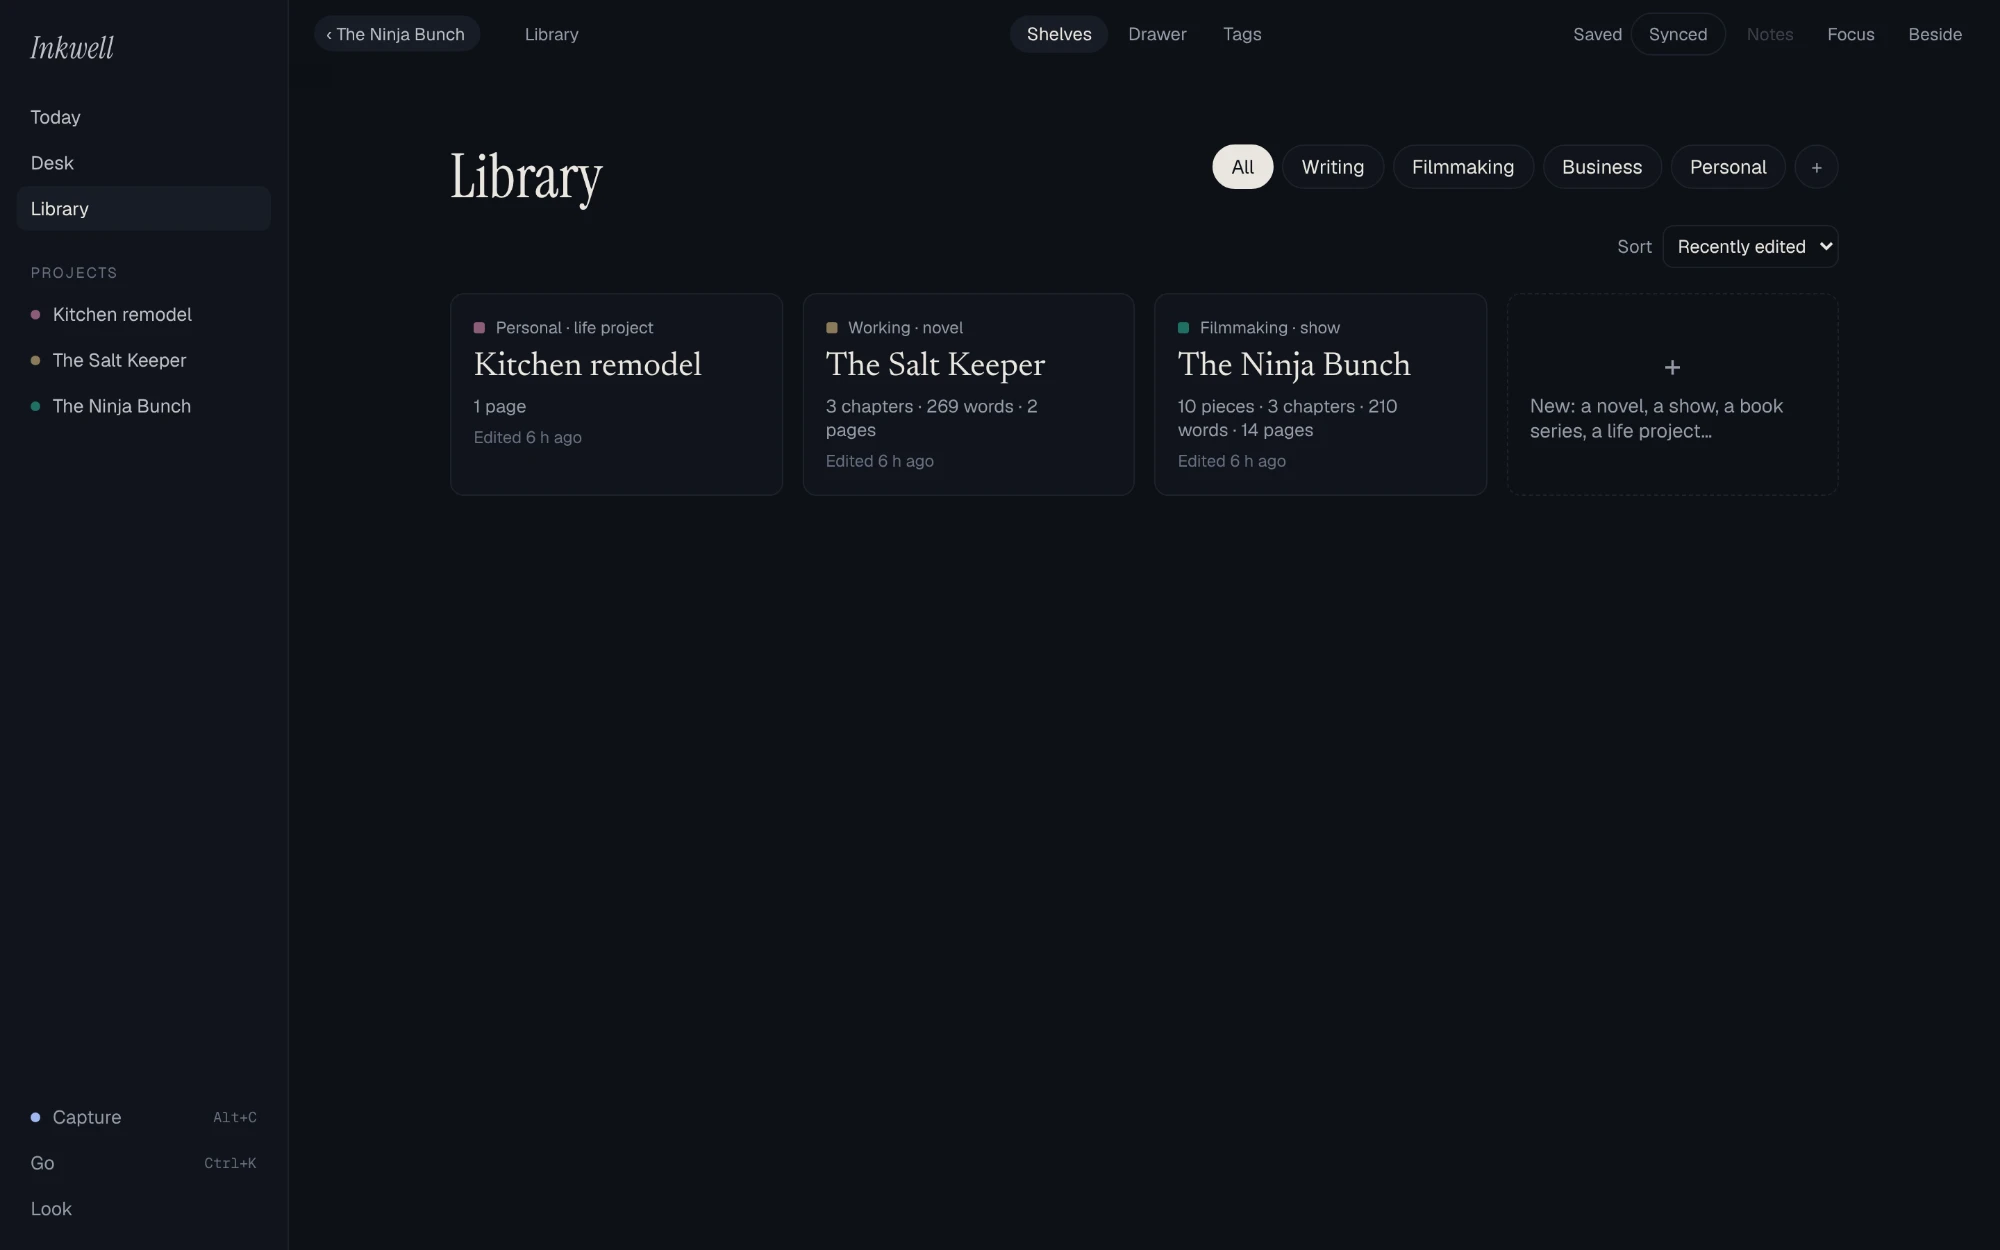 Inkwell
Today
Desk
Library
PROJECTS
Kitchen remodel
The Salt Keeper
The Ninja Bunch
Capture Alt+C
Go Ctrl+K
Look
‹ The Ninja Bunch Library Shelves Drawer Tags Saved Synced Notes Focus Beside
Library
All Writing Filmmaking Business Personal +
Sort Recently edited
Personal · life project
Kitchen remodel
1 page
Edited 6 h ago
Working · novel
The Salt Keeper
3 chapters · 269 words · 2
pages
Edited 6 h ago
Filmmaking · show
The Ninja Bunch
10 pieces · 3 chapters · 210
words · 14 pages
Edited 6 h ago
+
New: a novel, a show, a book
series, a life project…